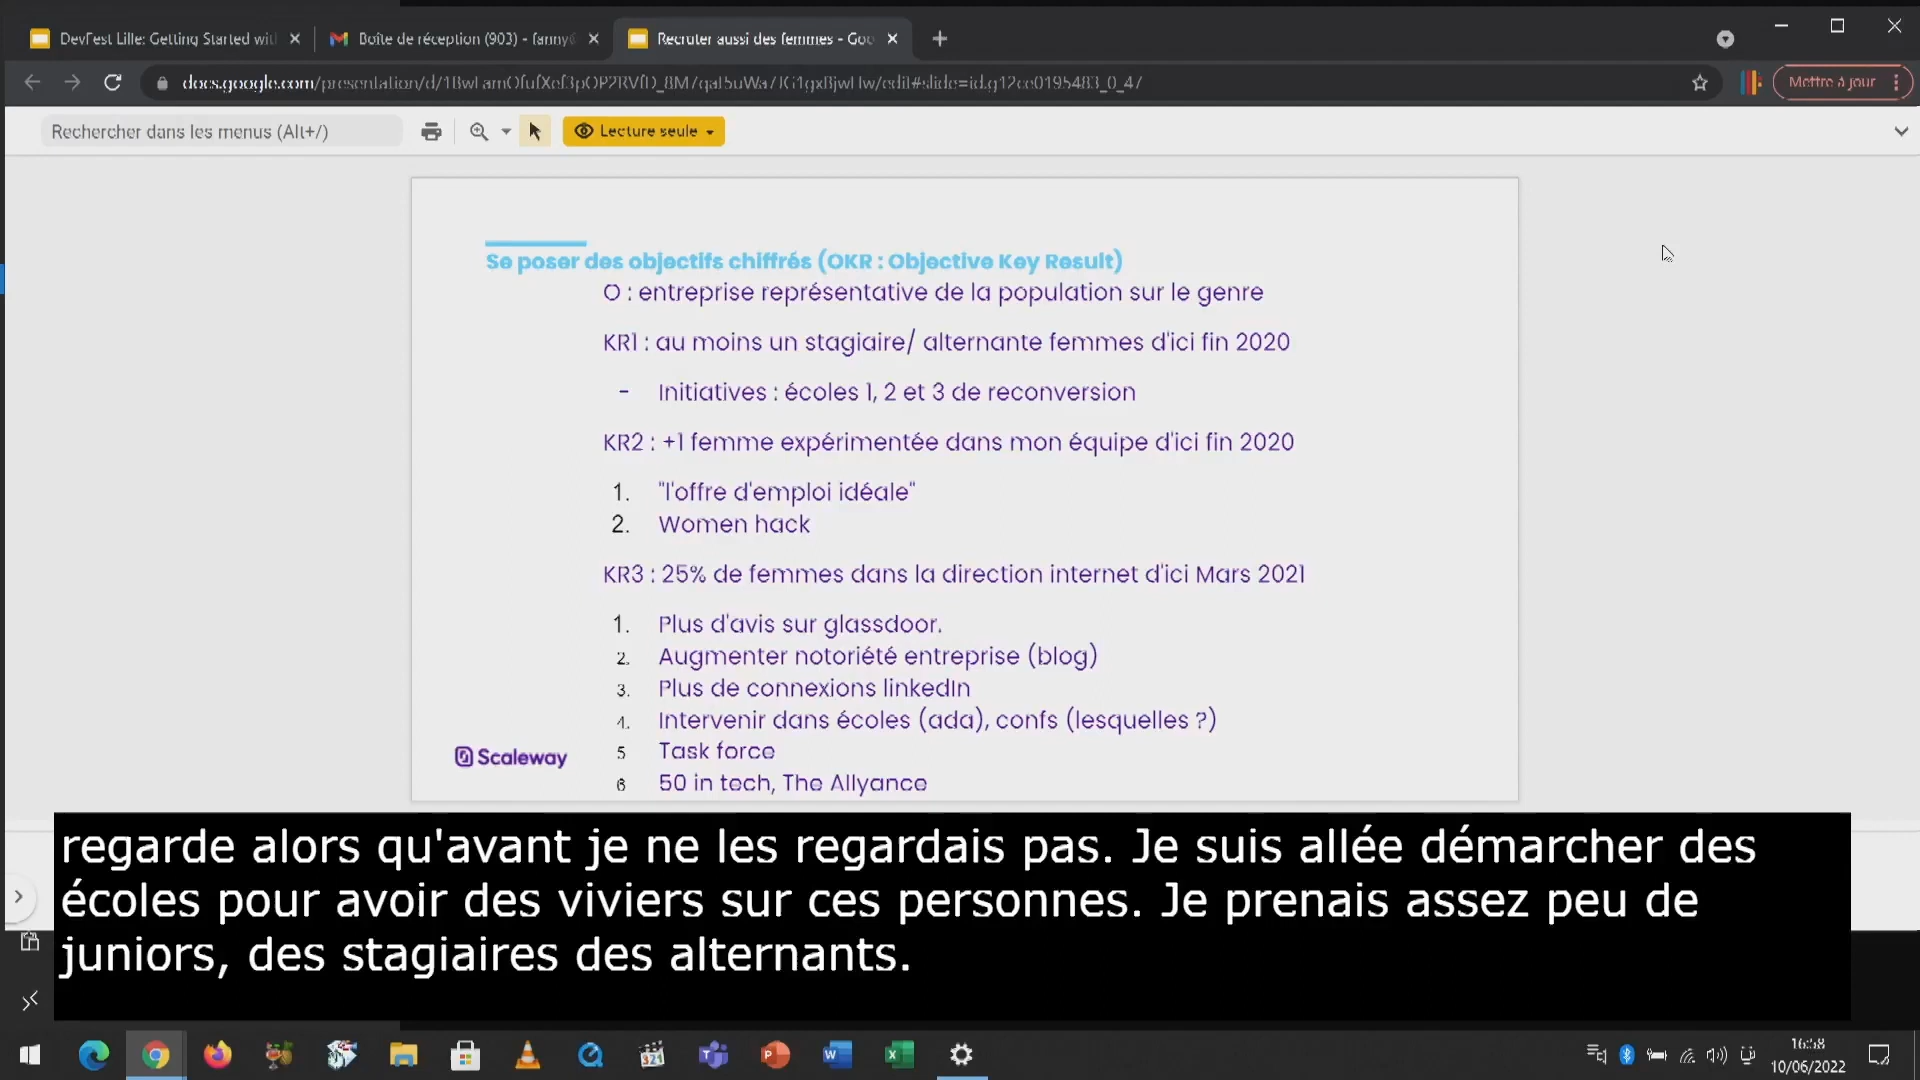 DevFest Lille: Getting Started wit
Boîte de réception (903) - fanny@
Recruter aussi des femmes - Goo
Mettre à jour
Rechercher dans les menus (Alt+/)
Lecture seule
Se poser des objectifs chiffrés (OKR : Objective Key Result)
O : entreprise représentative de la population sur le genre
KR1 : au moins un stagiaire/ alternante femmes d'ici fin 2020
- Initiatives : écoles 1, 2 et 3 de reconversion
KR2 : +1 femme expérimentée dans mon équipe d'ici fin 2020
1. "l'offre d'emploi idéale"
2. Women hack
KR3 : 25% de femmes dans la direction internet d'ici Mars 2021
1. Plus d'avis sur glassdoor.
2. Augmenter notoriété entreprise (blog)
3. Plus de connexions linkedIn
4. Intervenir dans écoles (ada), confs (lesquelles ?)
5 Task force
6 50 in tech, The Allyance
Scaleway
regarde alors qu'avant je ne les regardais pas. Je suis allée démarcher des
écoles pour avoir des viviers sur ces personnes. Je prenais assez peu de
juniors, des stagiaires des alternants.
16:58
10/06/2022